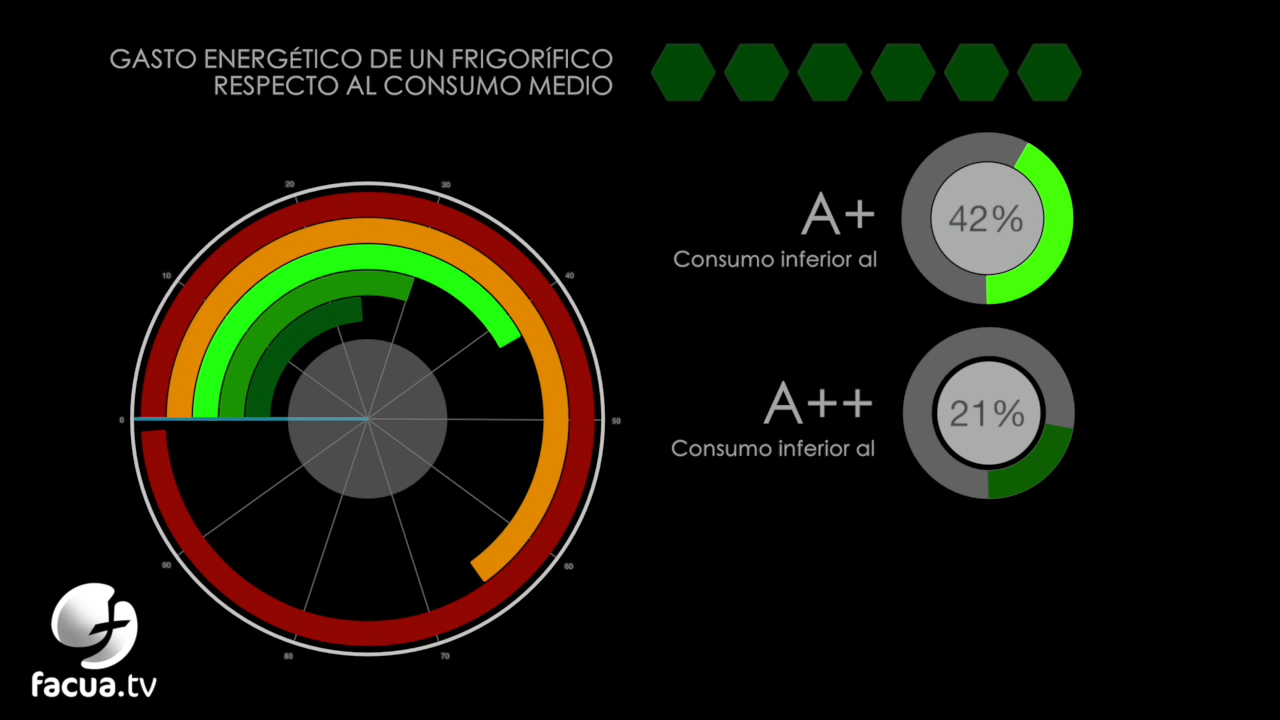 GASTO ENERGÉTICO DE UN FRIGORÍFICO
RESPECTO AL CONSUMO MEDIO
A+
Consumo inferior al
42%
A++
Consumo inferior al
21%
0
10
20
30
40
50
60
70
80
90
facua.tv